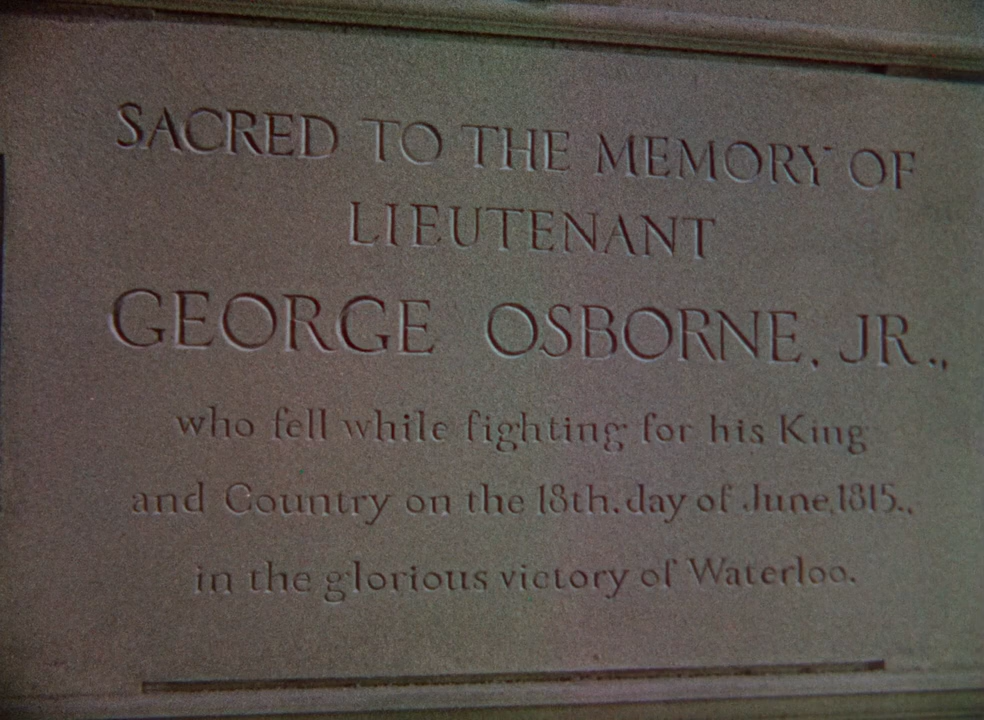 SACRED TO THE MEMORY OF
LIEUTENANT
GEORGE OSBORNE, JR.,
who fell while fighting for his King
and Country on the 18th. day of June, 1815.,
in the glorious victory of Waterloo.